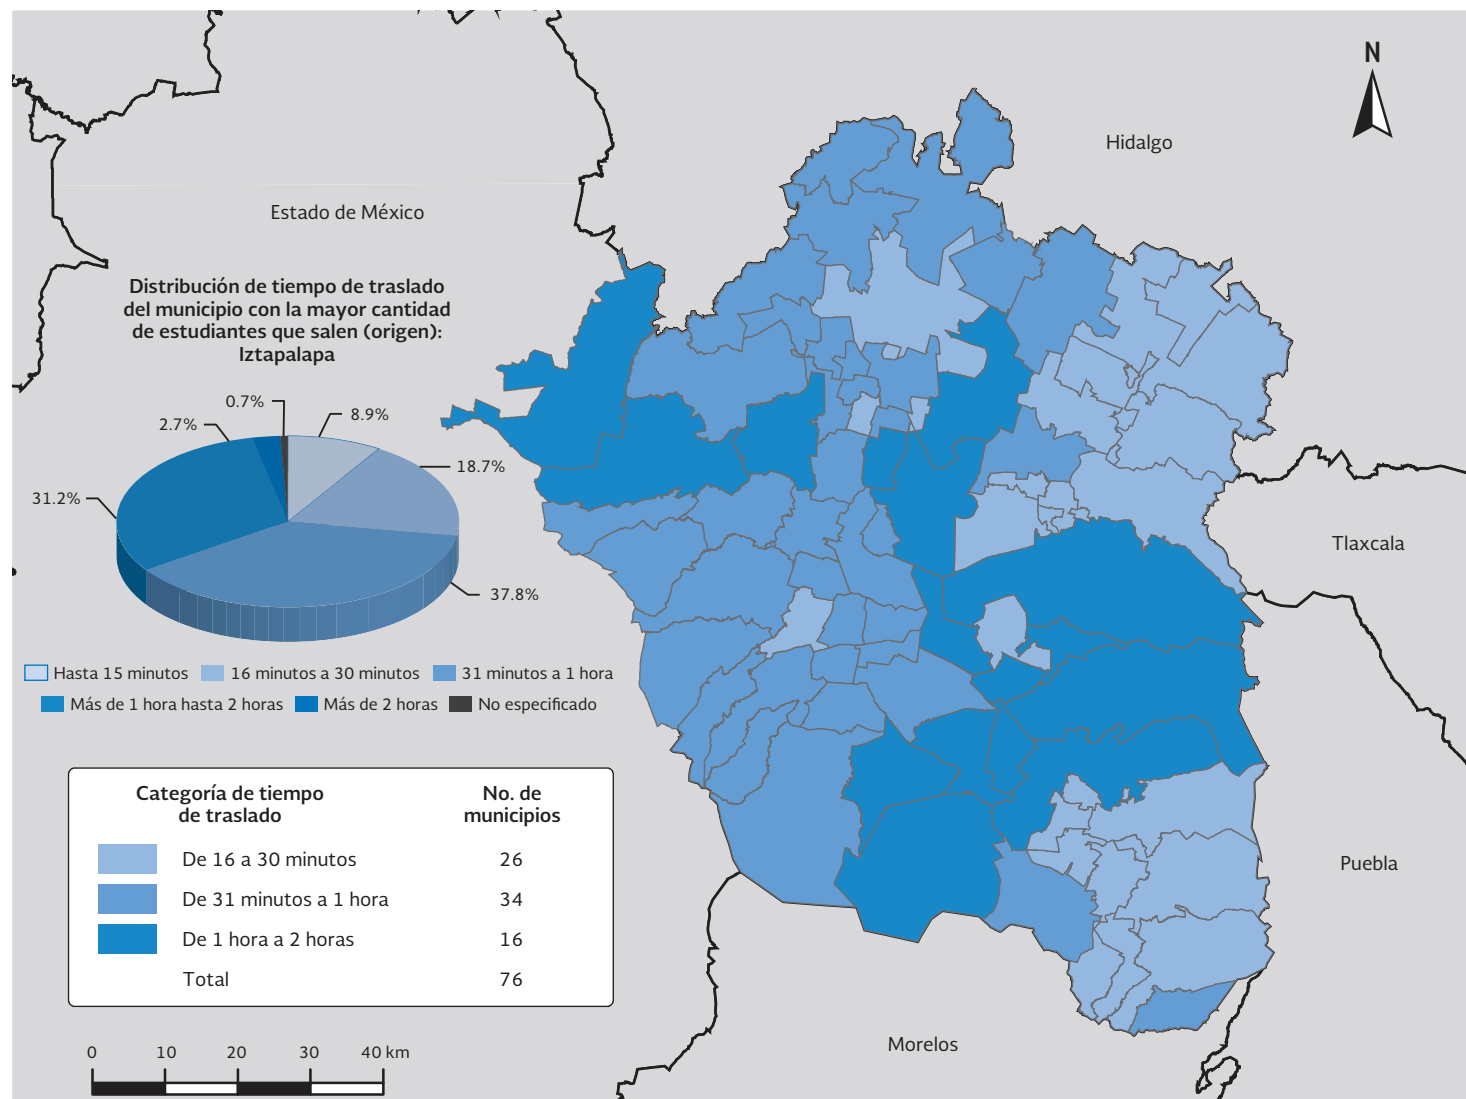 N
Hidalgo
Estado de México
Distribución de tiempo de traslado
del municipio con la mayor cantidad
de estudiantes que salen (origen):
Iztapalapa
0.7%
8.9%
2.7%
18.7%
31.2%
37.8%
Hasta 15 minutos
16 minutos a 30 minutos
31 minutos a 1 hora
Más de 1 hora hasta 2 horas
Más de 2 horas
No especificado
Tlaxcala
Categoría de tiempo
de traslado
No. de
municipios
De 16 a 30 minutos 26
De 31 minutos a 1 hora 34
De 1 hora a 2 horas 16
Total 76
Puebla
Morelos
0 10 20 30 40 km